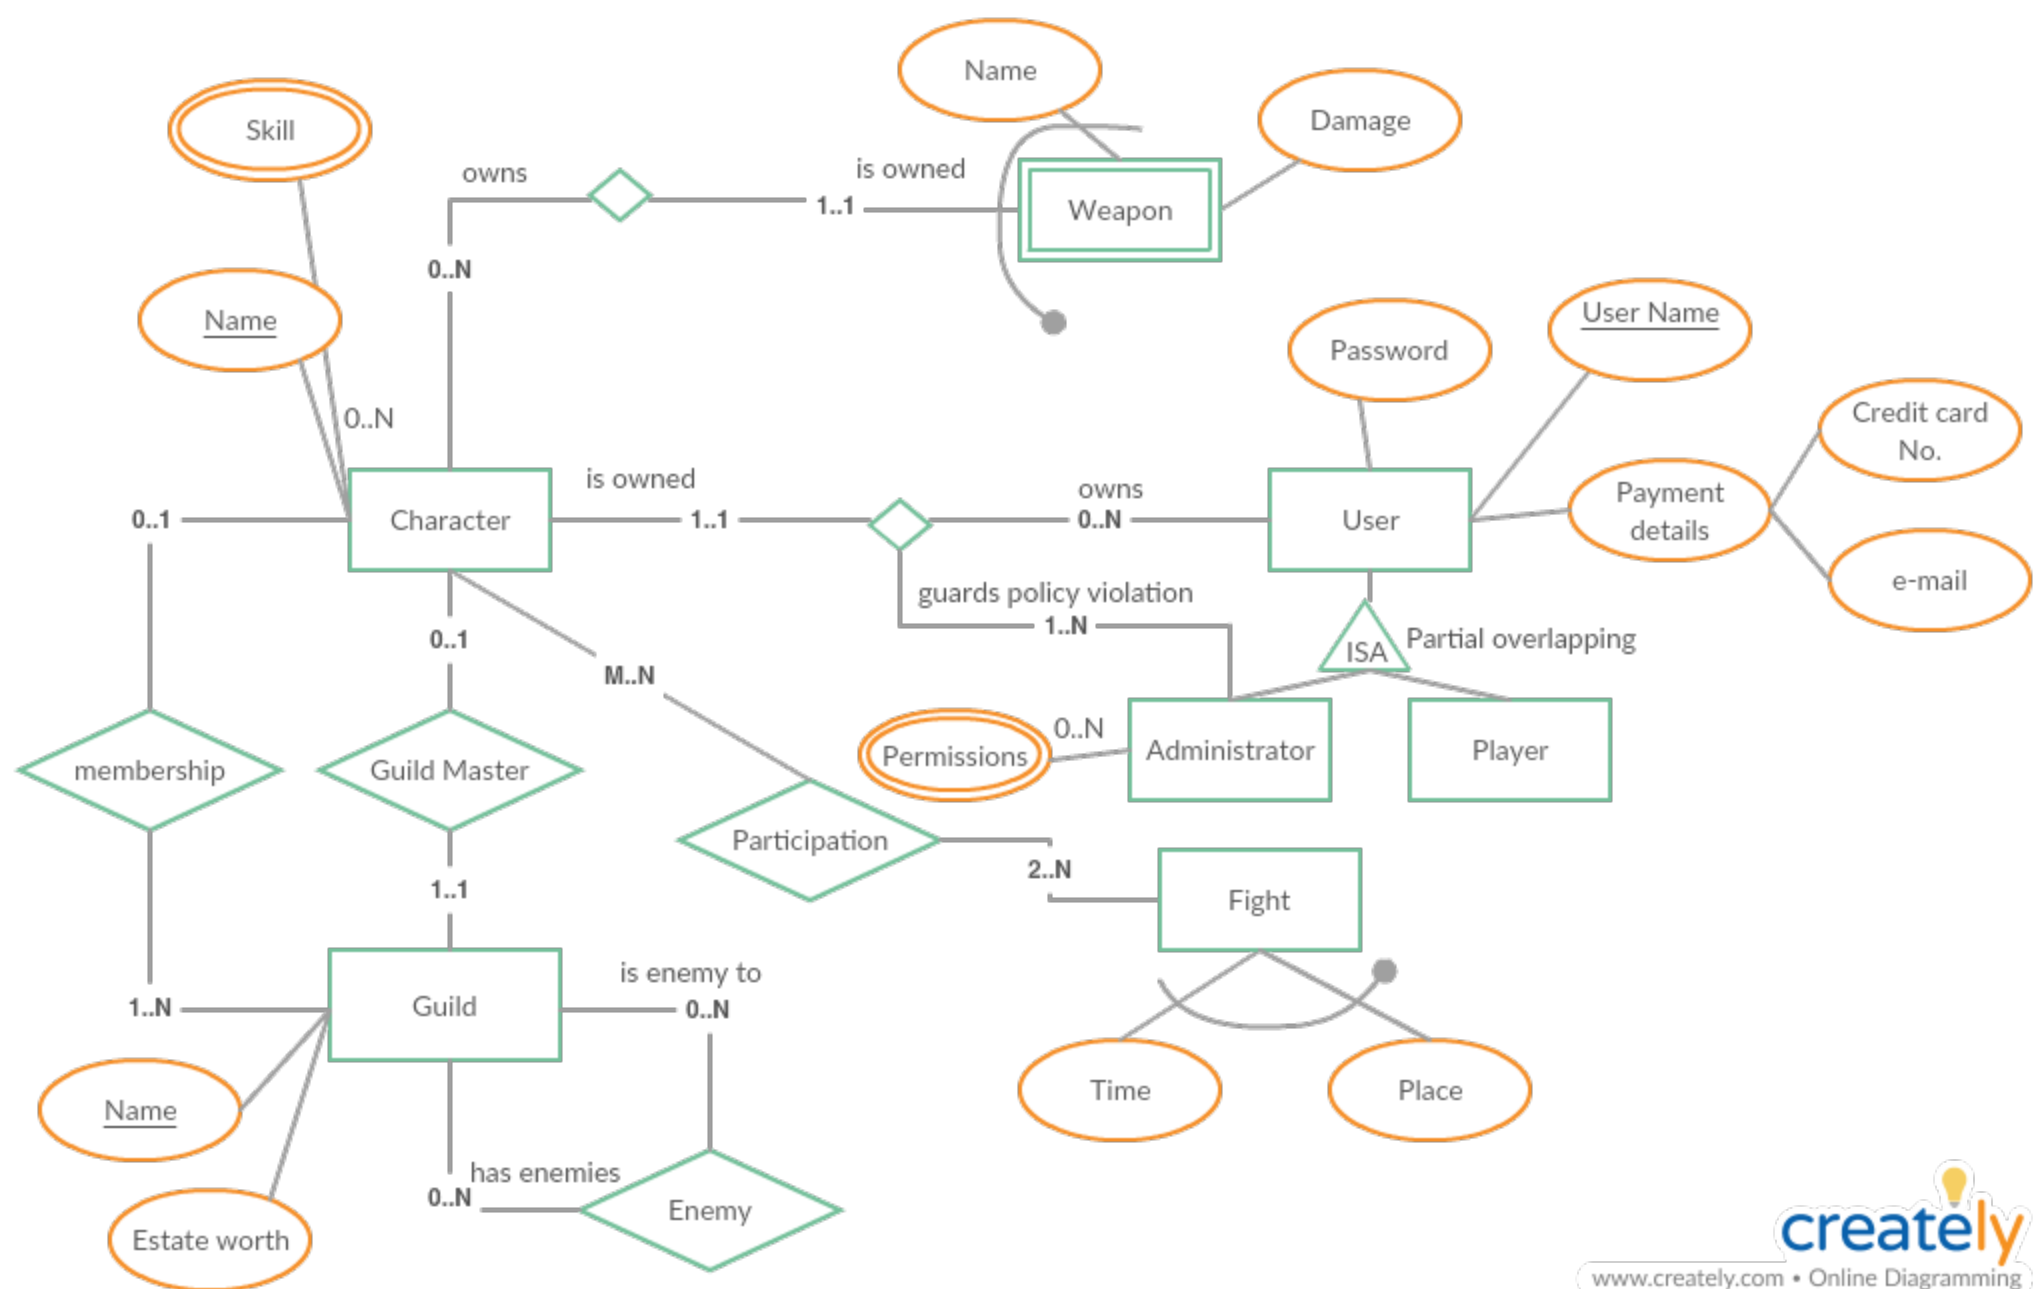 Name
Damage
Skill
owns
is owned
1..1
Weapon
0..N
Name
Password
User Name
Credit card
No.
0..N
is owned
owns
Payment
details
0..1
Character
1..1
0..N
User
e-mail
guards policy violation
1..N
0..1
Partial overlapping
ISA
M..N
Permissions
0..N
Administrator
Player
membership
Guild Master
Participation
2..N
1..1
Fight
is enemy to
1..N
Guild
0..N
Name
Time
Place
has enemies
0..N
Enemy
Estate worth
creately
www.creately.com • Online Diagramming